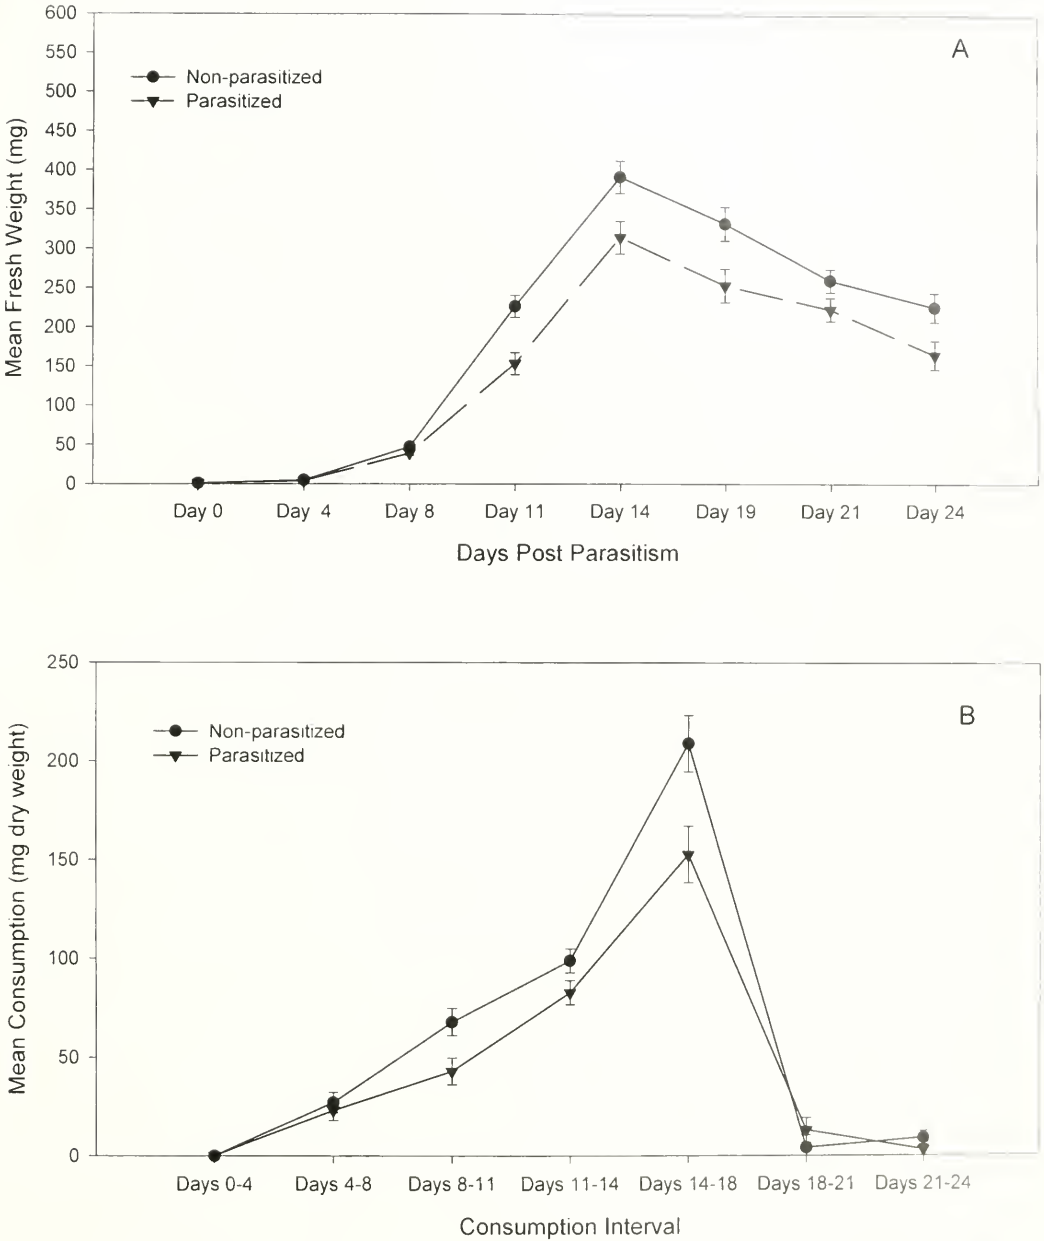 600
550
500
450
400
350
300
250
200
150
100
50
0
Mean Fresh Weight (mg)
A
Non-parasitized
Parasitized
Day 0 Day 4 Day 8 Day 11 Day 14 Day 19 Day 21 Day 24
Days Post Parasitism
250
200
150
100
50
0
Mean Consumption (mg dry weight)
B
Non-parasitized
Parasitized
Days 0-4 Days 4-8 Days 8-11 Days 11-14 Days 14-18 Days 18-21 Days 21-24
Consumption Interval